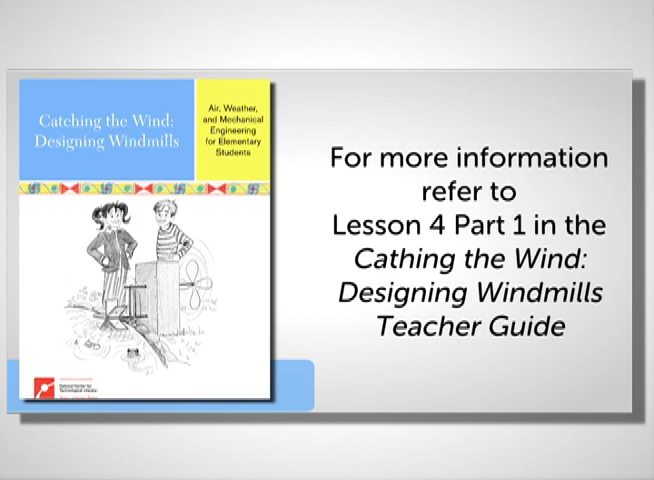 Catching the Wind:
Designing Windmills
Air, Weather,
and Mechanical
Engineering
for Elementary
Students
For more information
refer to
Lesson 4 Part 1 in the
Cathing the Wind:
Designing Windmills
Teacher Guide